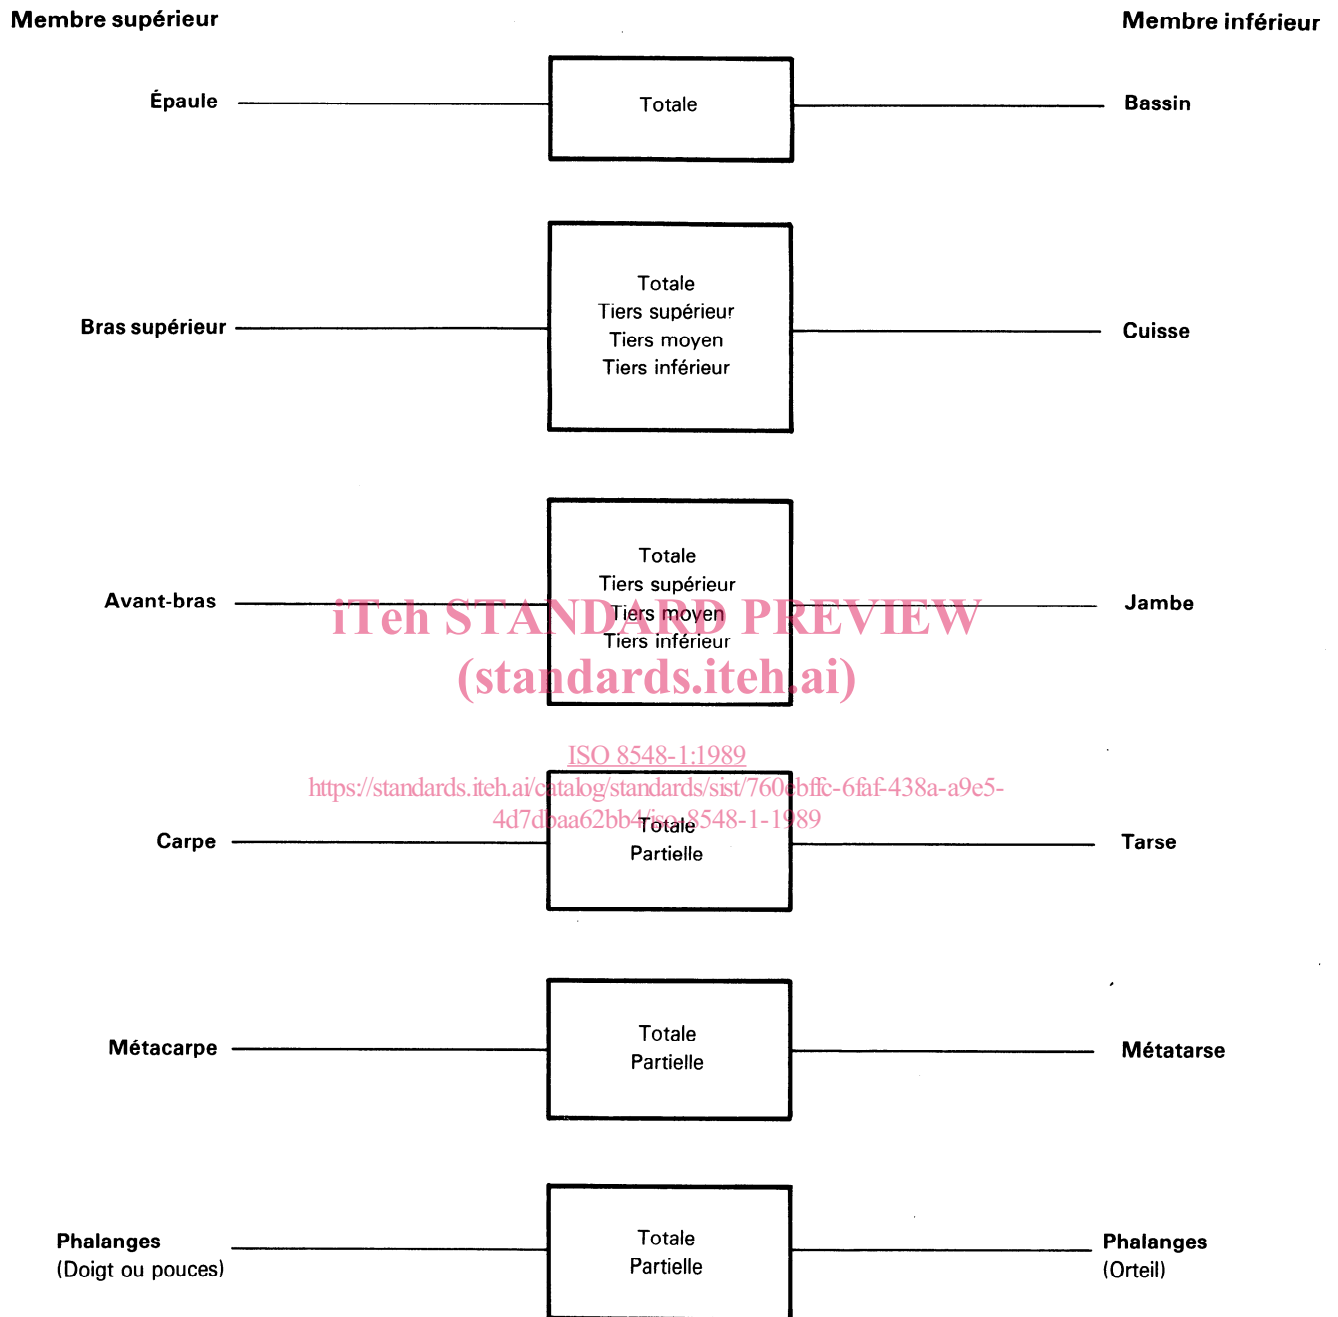 Membre supérieur
Membre inférieur
Épaule
Totale
Bassin
Bras supérieur
Totale
Tiers supérieur
Tiers moyen
Tiers inférieur
Cuisse
Avant-bras
Totale
Tiers supérieur
Tiers moyen
Tiers inférieur
Jambe
iTeh STANDARD PREVIEW
(standards.iteh.ai)
ISO 8548-1:1989
https://standards.iteh.ai/catalog/standards/sist/760cbffc-6faf-438a-a9e5-
4d7dbaa62bb4/iso-8548-1-1989
Carpe
Totale
Partielle
Tarse
Métacarpe
Totale
Partielle
Métatarse
Phalanges
(Doigt ou pouces)
Totale
Partielle
Phalanges
(Orteil)